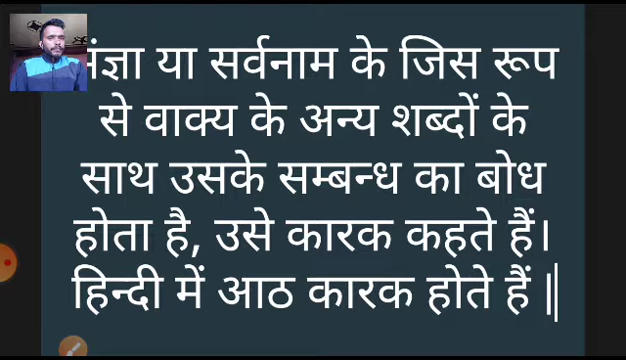 या सर्वनाम के जिस रूप
से वाक्य के अन्य शब्दों के
साथ उसके सम्बन्ध का बोध
होता है, उसे कारक कहते हैं।
हिन्दी में आठ कारक होते हैं |